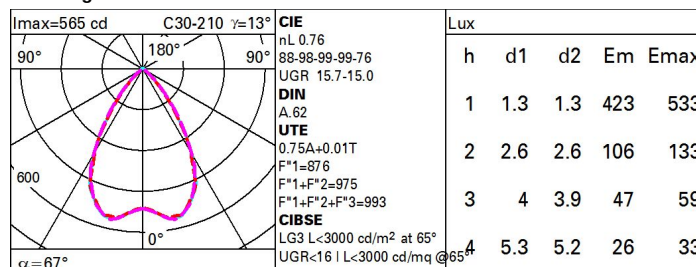 Imax=565 cd C30-210 γ=13°
90° 180° 90°
600
0°
α=67°
CIE
nL 0.76
88-98-99-99-76
UGR 15.7-15.0
DIN
A.62
UTE
0.75A+0.01T
F"1=876
F"1+F"2=975
F"1+F"2+F"3=993
CIBSE
LG3 L<3000 cd/m² at 65°
UGR<16 | L<3000 cd/mq @65°
Lux
h d1 d2 Em Emax
1 1.3 1.3 423 533
2 2.6 2.6 106 133
3 4 3.9 47 59
4 5.3 5.2 26 33